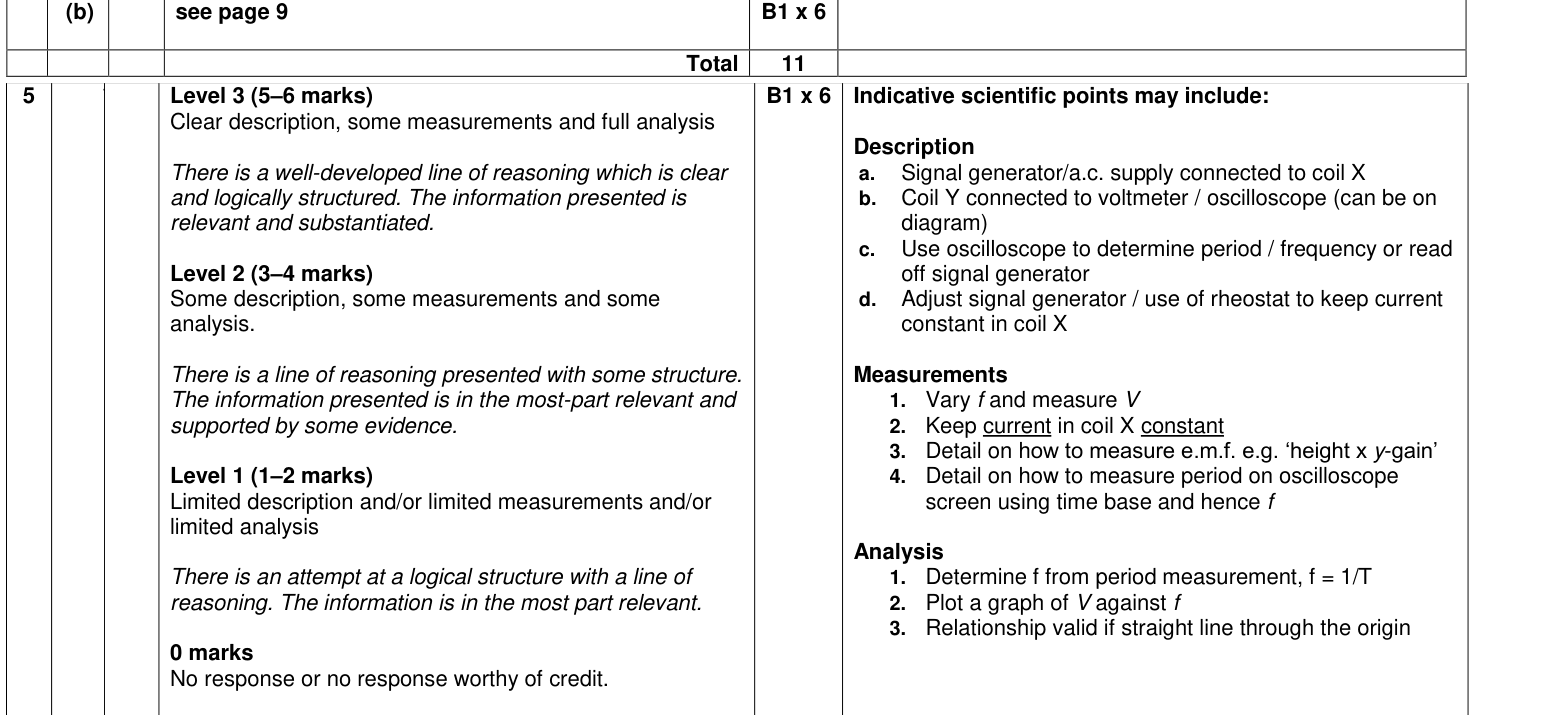 (b) see page 9 B1 x 6
Total 11
5 Level 3 (5–6 marks) B1 x 6 Indicative scientific points may include:
Clear description, some measurements and full analysis
There is a well-developed line of reasoning which is clear
and logically structured. The information presented is
relevant and substantiated.
Level 2 (3–4 marks)
Some description, some measurements and some
analysis.
There is a line of reasoning presented with some structure.
The information presented is in the most-part relevant and
supported by some evidence.
Level 1 (1–2 marks)
Limited description and/or limited measurements and/or
limited analysis
There is an attempt at a logical structure with a line of
reasoning. The information is in the most part relevant.
0 marks
No response or no response worthy of credit.
Description
a. Signal generator/a.c. supply connected to coil X
b. Coil Y connected to voltmeter / oscilloscope (can be on
diagram)
c. Use oscilloscope to determine period / frequency or read
off signal generator
d. Adjust signal generator / use of rheostat to keep current
constant in coil X
Measurements
1. Vary f and measure V
2. Keep current in coil X constant
3. Detail on how to measure e.m.f. e.g. ‘height x y-gain’
4. Detail on how to measure period on oscilloscope
screen using time base and hence f
Analysis
1. Determine f from period measurement, f = 1/T
2. Plot a graph of V against f
3. Relationship valid if straight line through the origin